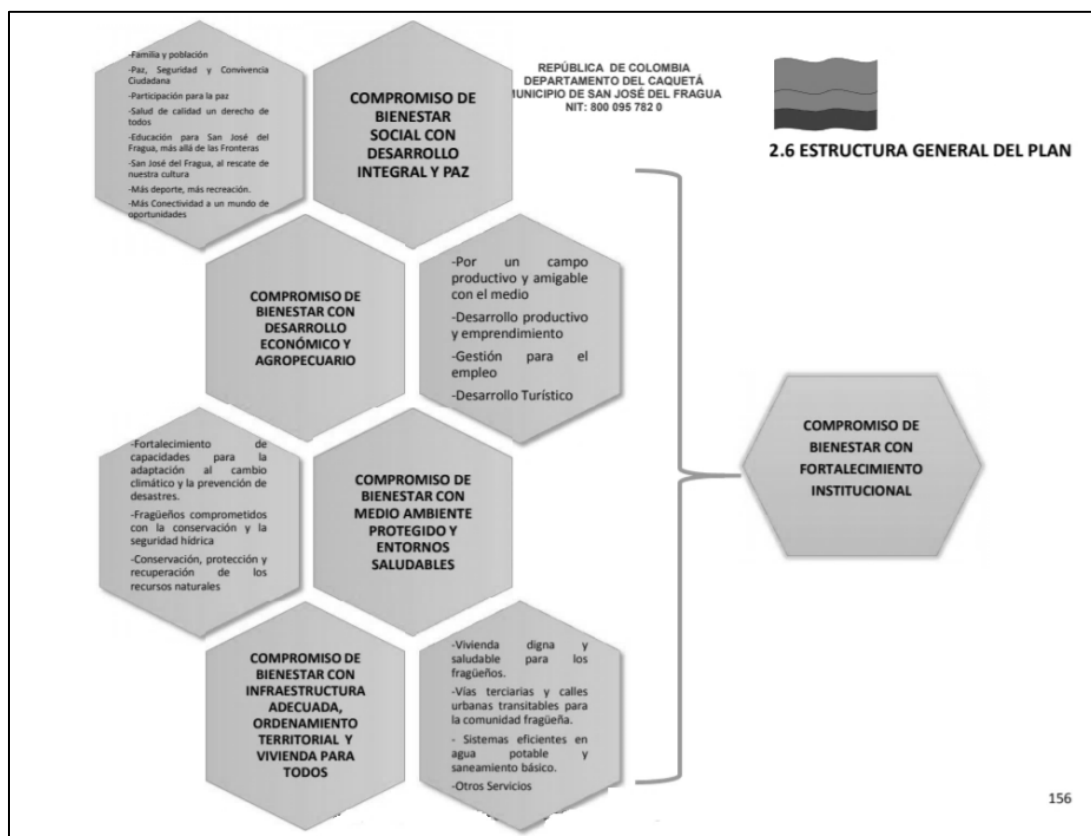 REPÚBLICA DE COLOMBIA
DEPARTAMENTO DEL CAQUETÁ
MUNICIPIO DE SAN JOSÉ DEL FRAGUA
NIT: 800 095 782 0
2.6 ESTRUCTURA GENERAL DEL PLAN
-Familia y población
-Paz, Seguridad y Convivencia
Ciudadana
-Participación para la paz
-Salud de calidad un derecho de
todos
-Educación para San José del
Fragua, más allá de las Fronteras
-San José del Fragua, al rescate de
nuestra cultura
-Más deporte, más recreación.
-Más Conectividad a un mundo de
oportunidades
COMPROMISO DE
BIENESTAR
SOCIAL CON
DESARROLLO
INTEGRAL Y PAZ
COMPROMISO DE
BIENESTAR CON
DESARROLLO
ECONÓMICO Y
AGROPECUARIO
-Por un campo
productivo y amigable
con el medio
-Desarrollo productivo
y emprendimiento
-Gestión para el
empleo
-Desarrollo Turístico
-Fortalecimiento de
capacidades para la
adaptación al cambio
climático y la prevención de
desastres.
-Fragüeños comprometidos
con la conservación y la
seguridad hídrica
-Conservación, protección y
recuperación de los
recursos naturales
COMPROMISO DE
BIENESTAR CON
MEDIO AMBIENTE
PROTEGIDO Y
ENTORNOS
SALUDABLES
COMPROMISO DE
BIENESTAR CON
INFRAESTRUCTURA
ADECUADA,
ORDENAMIENTO
TERRITORIAL Y
VIVIENDA PARA
TODOS
-Vivienda digna y
saludable para los
fragüeños.
-Vías terciarias y calles
urbanas transitables para
la comunidad fragüeña.
- Sistemas eficientes en
agua potable y
saneamiento básico.
-Otros Servicios
COMPROMISO DE
BIENESTAR CON
FORTALECIMIENTO
INSTITUCIONAL
156